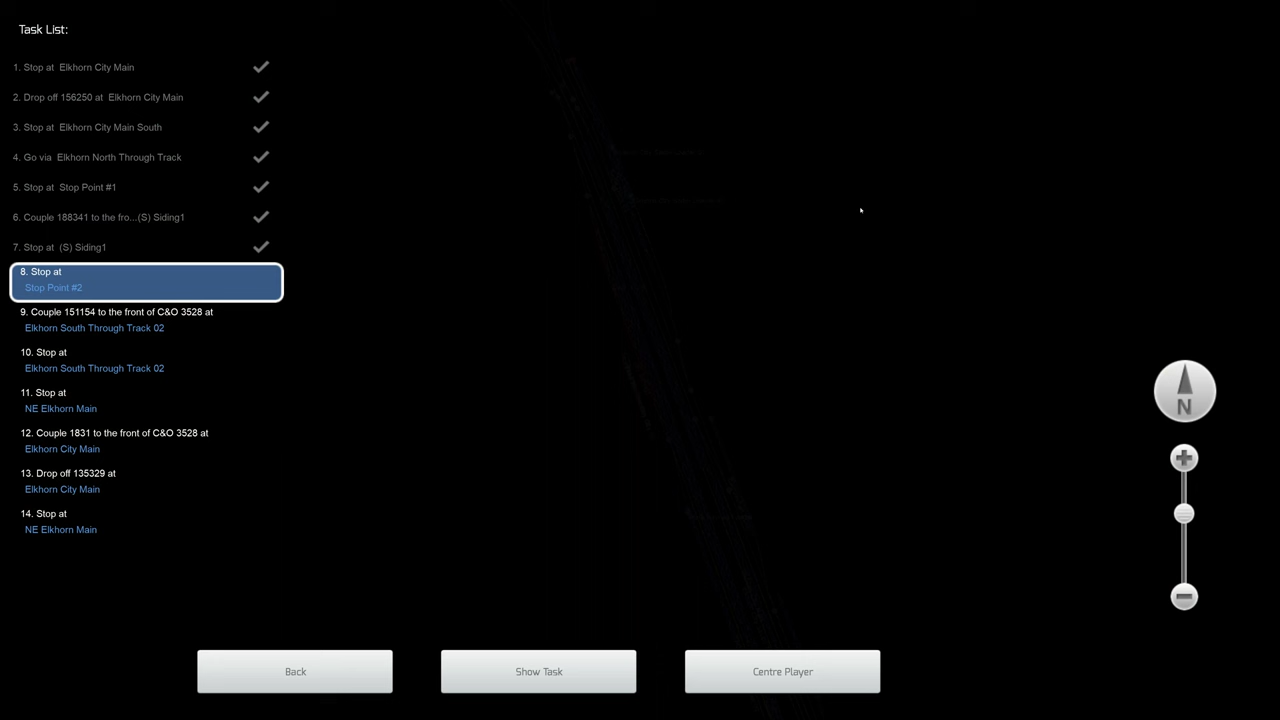 Task List:
1. Stop at  Elkhorn City Main
2. Drop off 156250 at  Elkhorn City Main
3. Stop at  Elkhorn City Main South
4. Go via  Elkhorn North Through Track
5. Stop at  Stop Point #1
6. Couple 188341 to the fro...(S) Siding1
7. Stop at  (S) Siding1
8. Stop at
Stop Point #2
9. Couple 151154 to the front of C&O 3528 at
Elkhorn South Through Track 02
10. Stop at
Elkhorn South Through Track 02
11. Stop at
NE Elkhorn Main
12. Couple 1831 to the front of C&O 3528 at
Elkhorn City Main
13. Drop off 135329 at
Elkhorn City Main
14. Stop at
NE Elkhorn Main
N
Back
Show Task
Centre Player